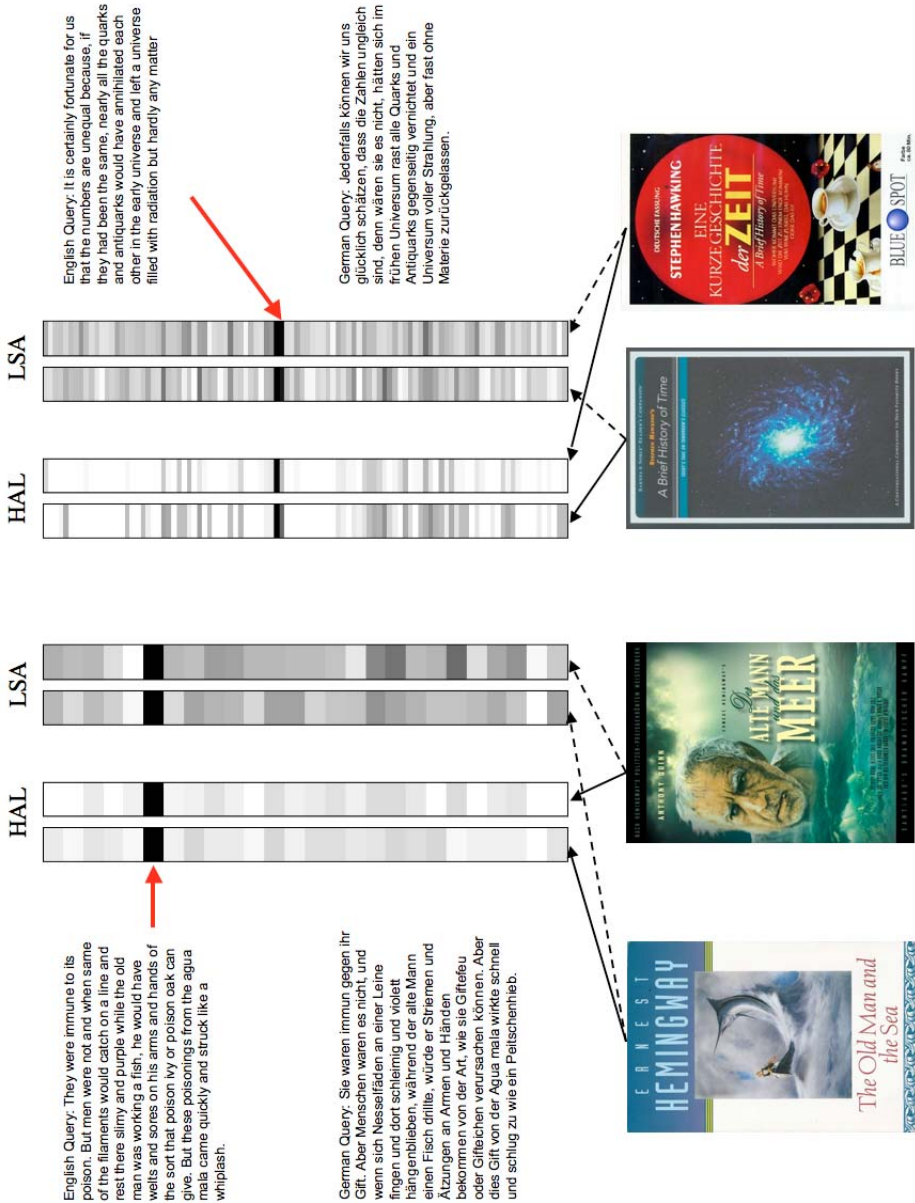 English Query: They were immune to its
poison. But men were not and when same
of the filaments would catch on a line and
rest there slimy and purple while the old
man was working a fish, he would have
welts and sores on his arms and hands of
the sort that poison ivy or poison oak can
give. But these poisonings from the agua
mala came quickly and struck like a
whiplash.
German Query: Sie waren immun gegen ihr
Gift. Aber Menschen waren es nicht, und
wenn sich Nesselfäden an einer Leine
fingen und dort schleimig und violett
hängenblieben, während der alte Mann
einen Fisch drillte, würde er Striemen und
Ätzungen an Armen und Händen
bekommen von der Art, wie sie Giftefeu
oder Gifteichen verursachen können. Aber
dies Gift von der Agua mala wirkte schnell
und schlug zu wie ein Peitschenhieb.
HAL
LSA
HAL
LSA
English Query: It is certainly fortunate for us
that the numbers are unequal because, if
they had been the same, nearly all the quarks
and antiquarks would have annihilated each
other in the early universe and left a universe
filled with radiation but hardly any matter
German Query: Jedenfalls können wir uns
glücklich schätzen, dass die Zahlen ungleich
sind, denn wären sie es nicht, hätten sich im
frühen Universum rast alle Quarks und
Antiquarks gegenseitig vernichtet und ein
Universum voller Strahlung, aber fast ohne
Materie zurückgelassen.
ERNEST
HEMINGWAY
The Old Man and
the Sea
ANTHONY QUINN
ERNEST HEMINGWAY'S
Der
ALTE MANN
und das
MEER
SANTIAGO'S DRAMATISCHER KAMPF
A Brief History of Time
DEUTSCHE FASSUNG
STEPHEN HAWKING
EINE
KURZE GESCHICHTE
der ZEIT
A Brief History of Time
BLUE SPOT